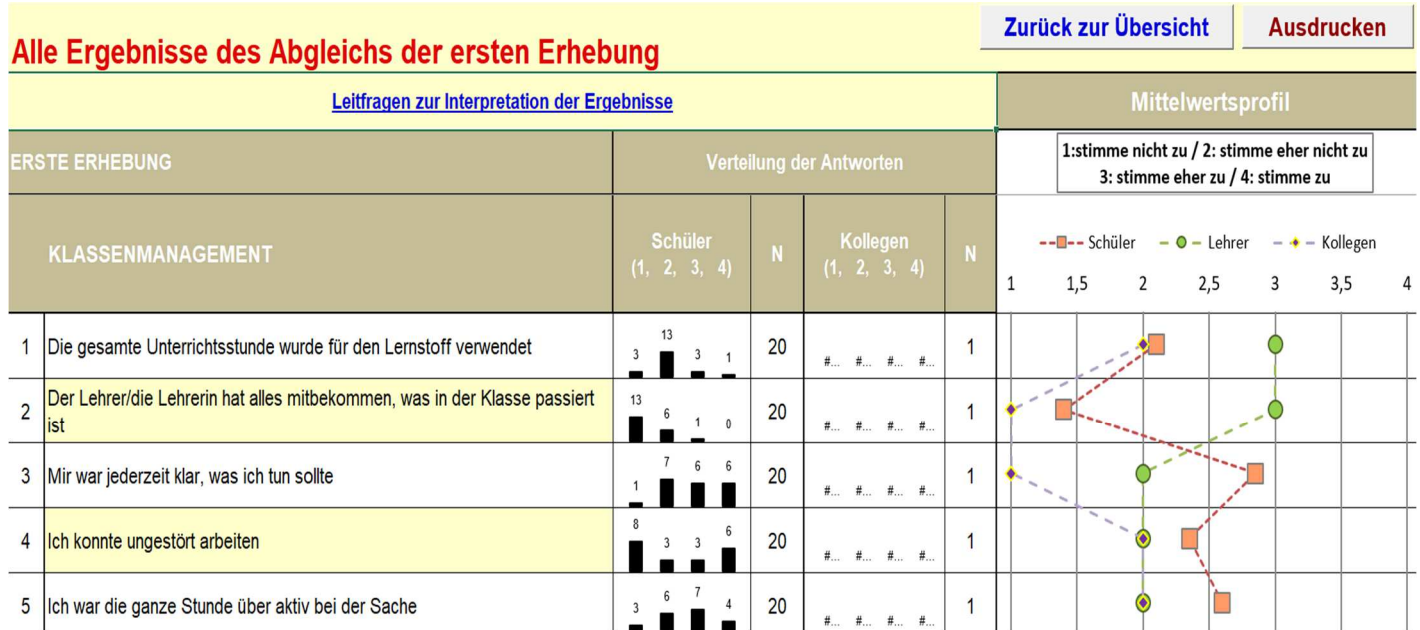 Zurück zur Übersicht
Ausdrucken
Alle Ergebnisse des Abgleichs der ersten Erhebung
Leitfragen zur Interpretation der Ergebnisse
Mittelwertsprofil
ERSTE ERHEBUNG
Verteilung der Antworten
1:stimme nicht zu / 2: stimme eher nicht zu
3: stimme eher zu / 4: stimme zu
KLASSENMANAGEMENT
Schüler
(1, 2, 3, 4)
N
Kollegen
(1, 2, 3, 4)
N
Schüler Lehrer Kollegen
1 1,5 2 2,5 3 3,5 4
1 Die gesamte Unterrichtsstunde wurde für den Lernstoff verwendet
3 13 3 1
20
#... #... #... #...
1
2 Der Lehrer/die Lehrerin hat alles mitbekommen, was in der Klasse passiert
ist
13 6 1 0
20
#... #... #... #...
1
3 Mir war jederzeit klar, was ich tun sollte
1 7 6 6
20
#... #... #... #...
1
4 Ich konnte ungestört arbeiten
8 3 3 6
20
#... #... #... #...
1
5 Ich war die ganze Stunde über aktiv bei der Sache
3 6 7 4
20
#... #... #... #...
1